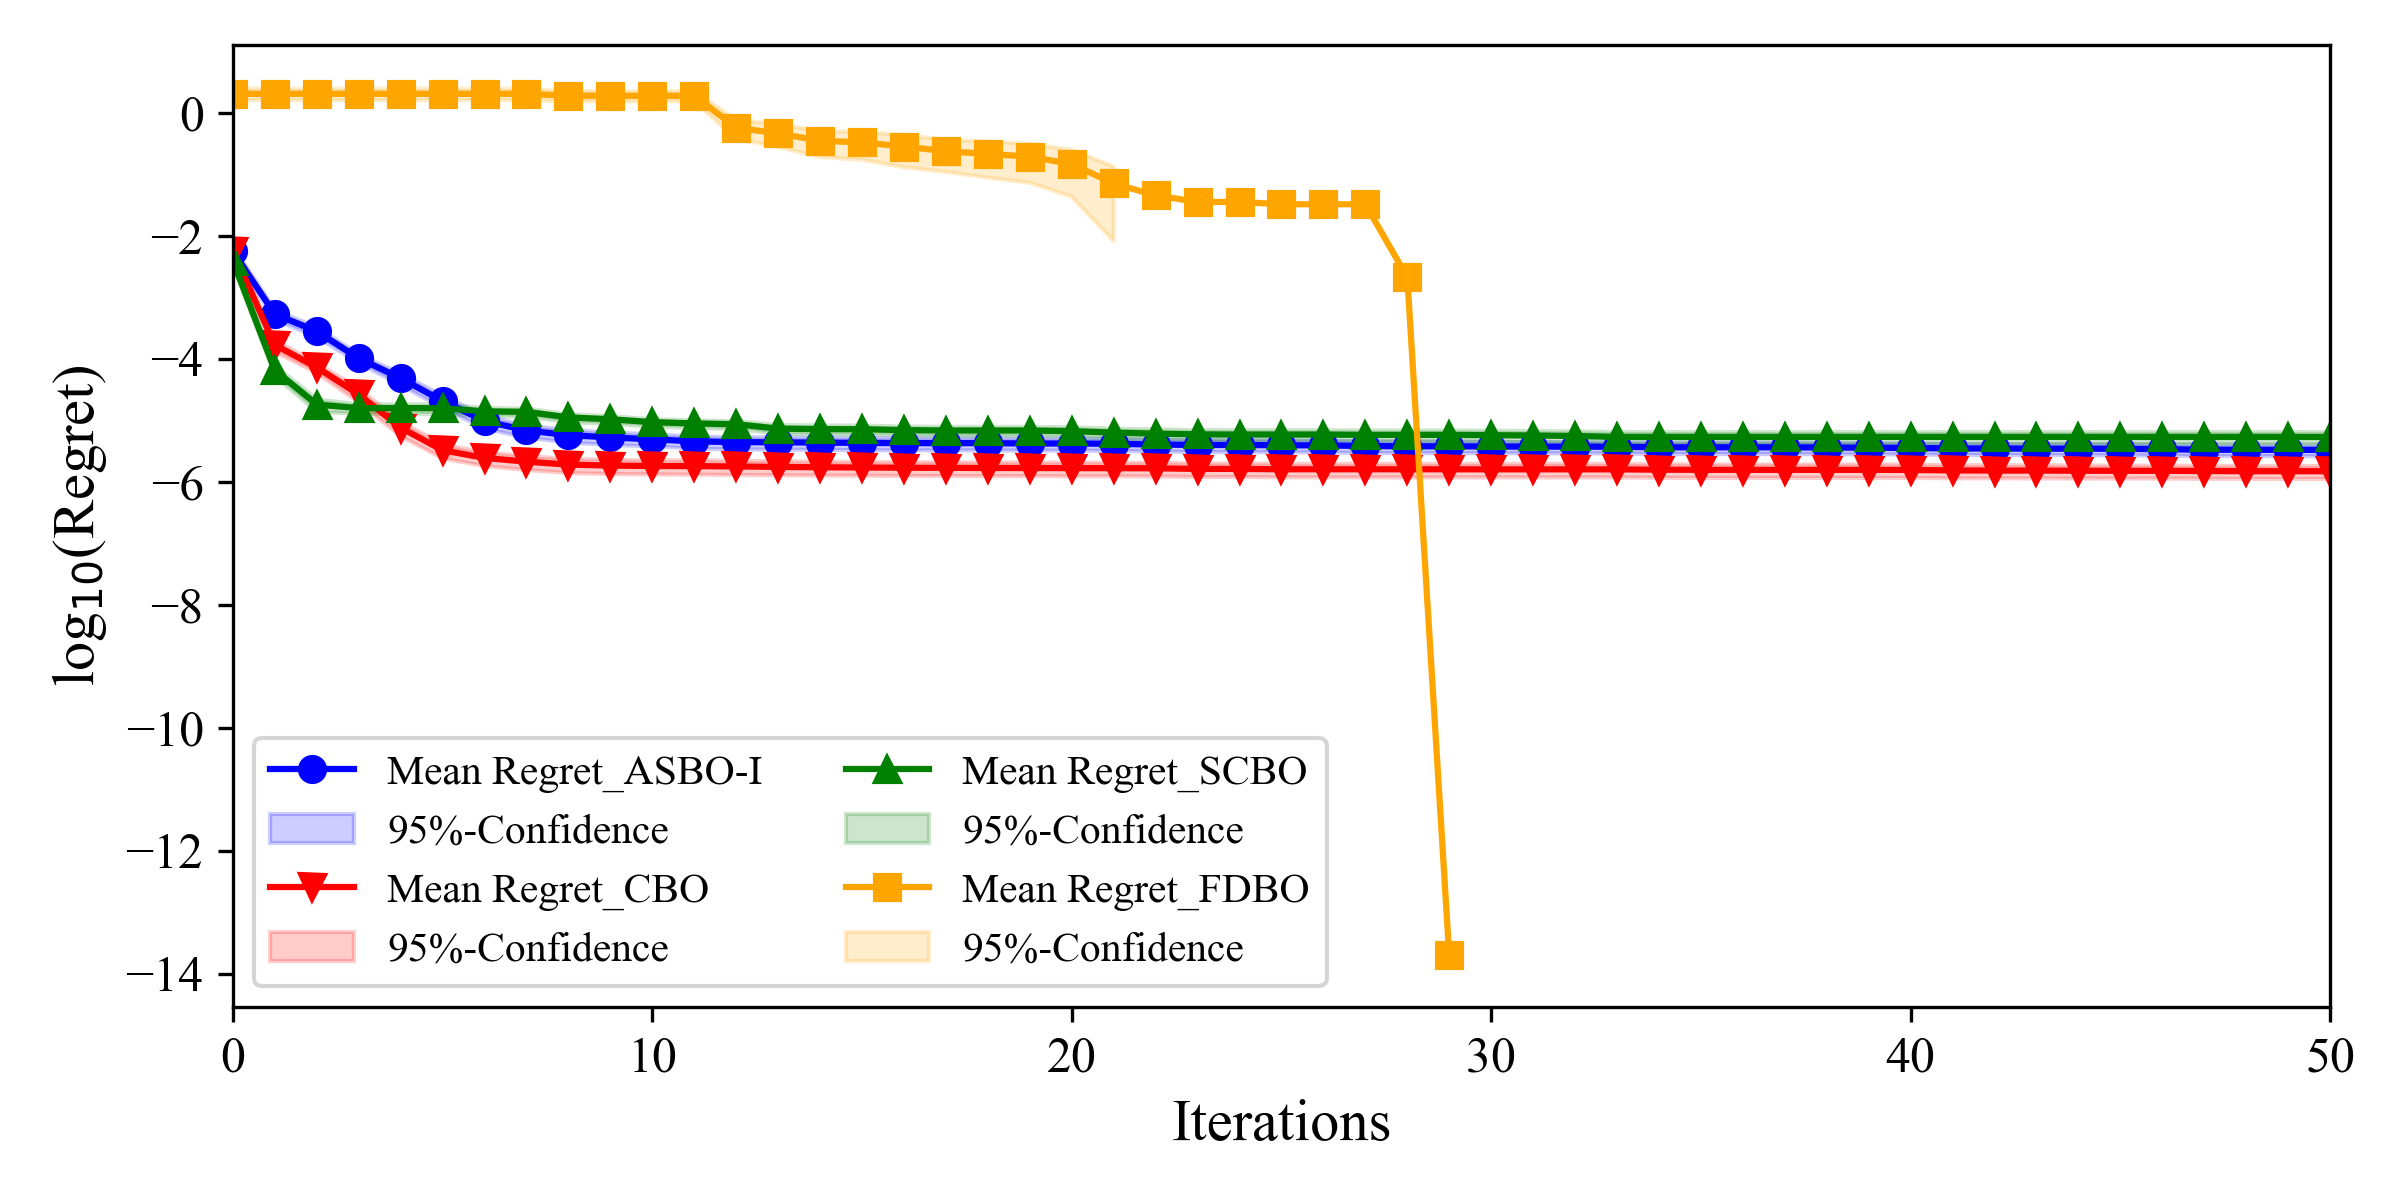 0
−2
−4
−6
−8
−10
−12
−14
log10(Regret)
Mean Regret_ASBO-I
95%-Confidence
Mean Regret_CBO
95%-Confidence
Mean Regret_SCBO
95%-Confidence
Mean Regret_FDBO
95%-Confidence
0 10 20 30 40 50
Iterations